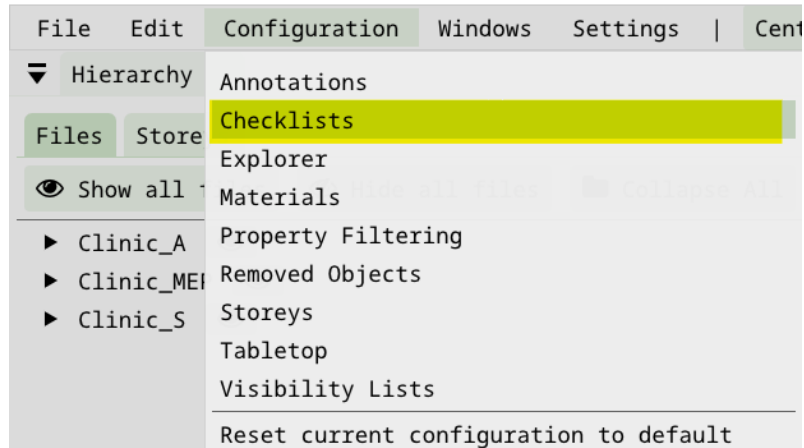 File Edit Configuration Windows Settings | Cent
Hierarchy
Files Store
Show all Hide all files Collapse All
Clinic_A
Clinic_ME
Clinic_S
Annotations
Checklists
Explorer
Materials
Property Filtering
Removed Objects
Storeys
Tabletop
Visibility Lists
Reset current configuration to default